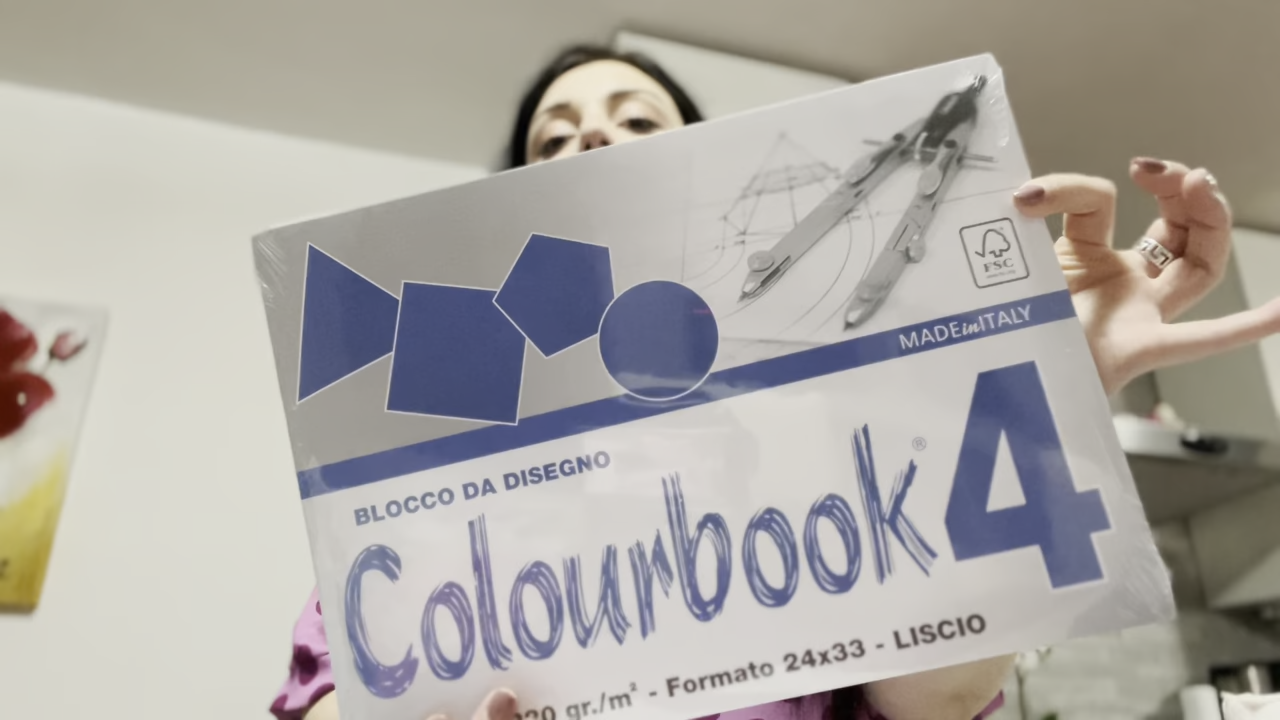 FSC
MADE in ITALY
BLOCCO DA DISEGNO
Colourbook® 4
gr./m² - Formato 24x33 - LISCIO